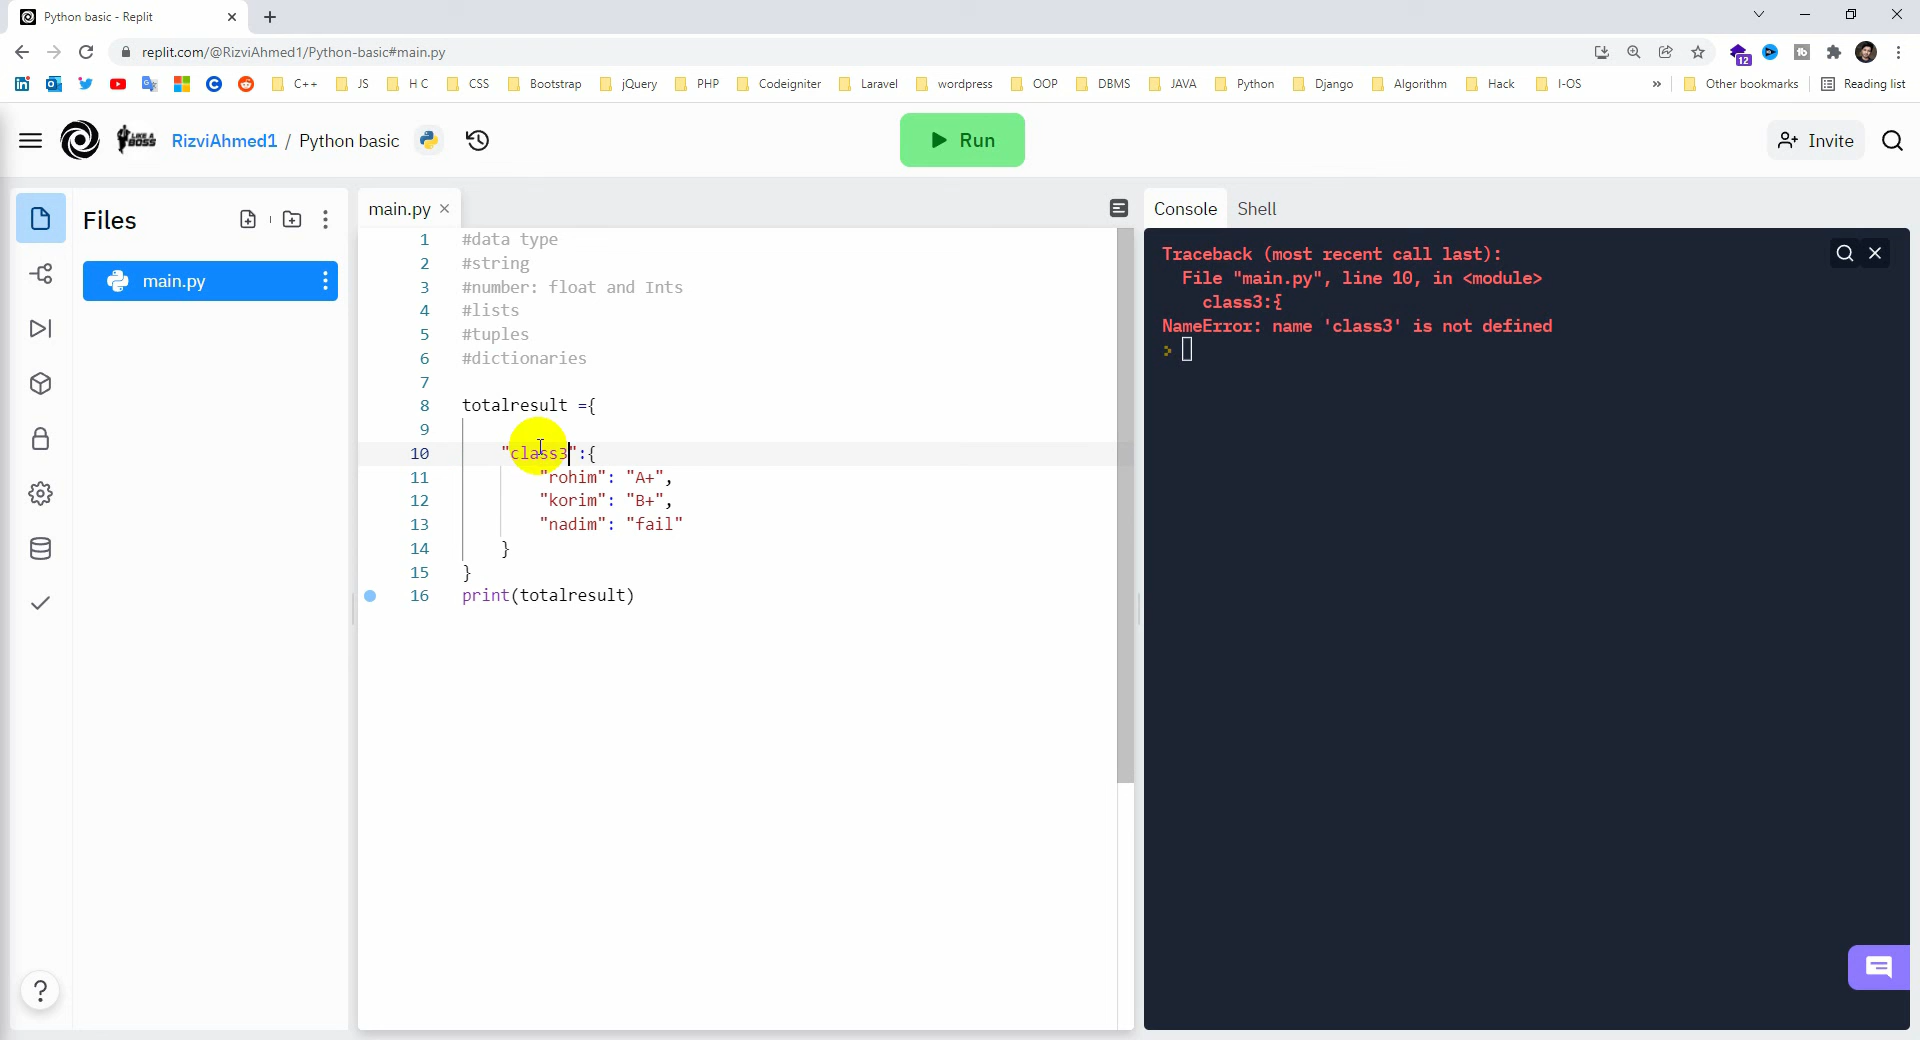 Python basic - Replit
replit.com/@RizviAhmed1/Python-basic#main.py
12
C++ JS H C CSS Bootstrap jQuery PHP Codeigniter Laravel wordpress OOP DBMS JAVA Python Django Algorithm Hack I-OS » Other bookmarks Reading list
LIKE A BOSS
RizviAhmed1 / Python basic
Run
Invite
Files
main.py
main.py
Console Shell
1 #data type
2 #string
3 #number: float and Ints
4 #lists
5 #tuples
6 #dictionaries
7
8 totalresult ={
9
10 "class3":{
11 "rohim": "A+",
12 "korim": "B+",
13 "nadim": "fail"
14 }
15 }
16 print(totalresult)
Traceback (most recent call last):
File "main.py", line 10, in <module>
class3:{
NameError: name 'class3' is not defined
>
?